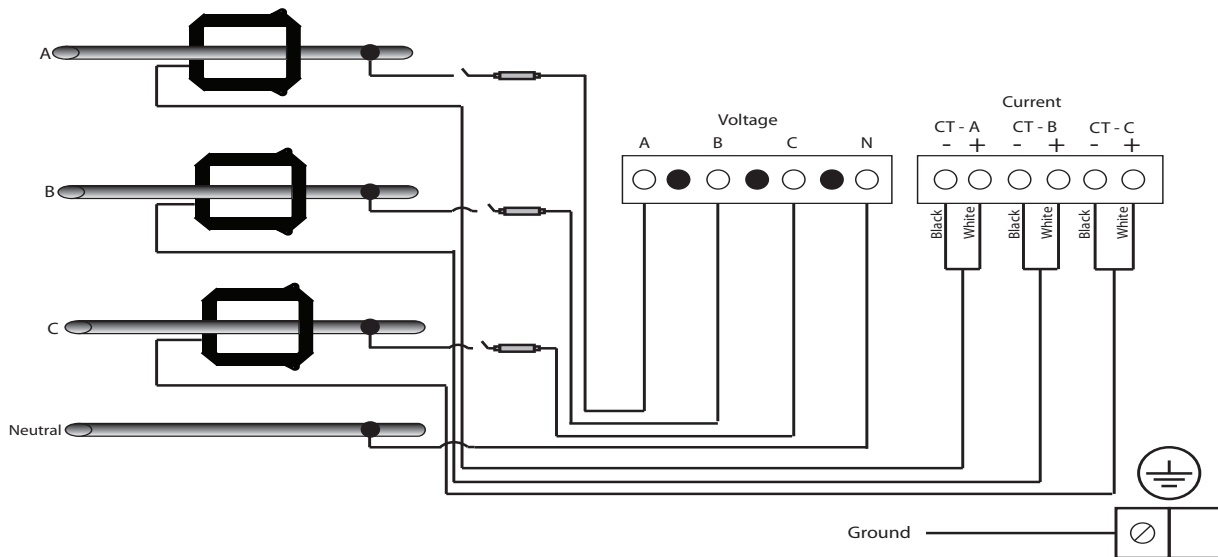 A
B
C
Neutral
Voltage
A B C N
Current
CT - A CT - B CT - C
- + - + - +
Black White Black White Black White
Ground